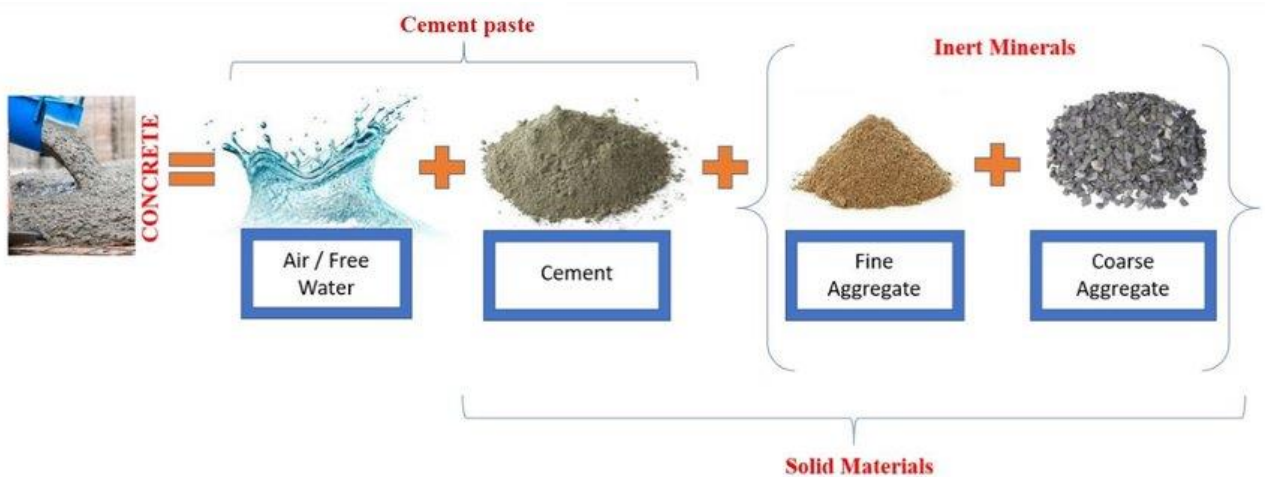 Cement paste
Inert Minerals
CONCRETE
Air / Free
Water
Cement
Fine
Aggregate
Coarse
Aggregate
Solid Materials